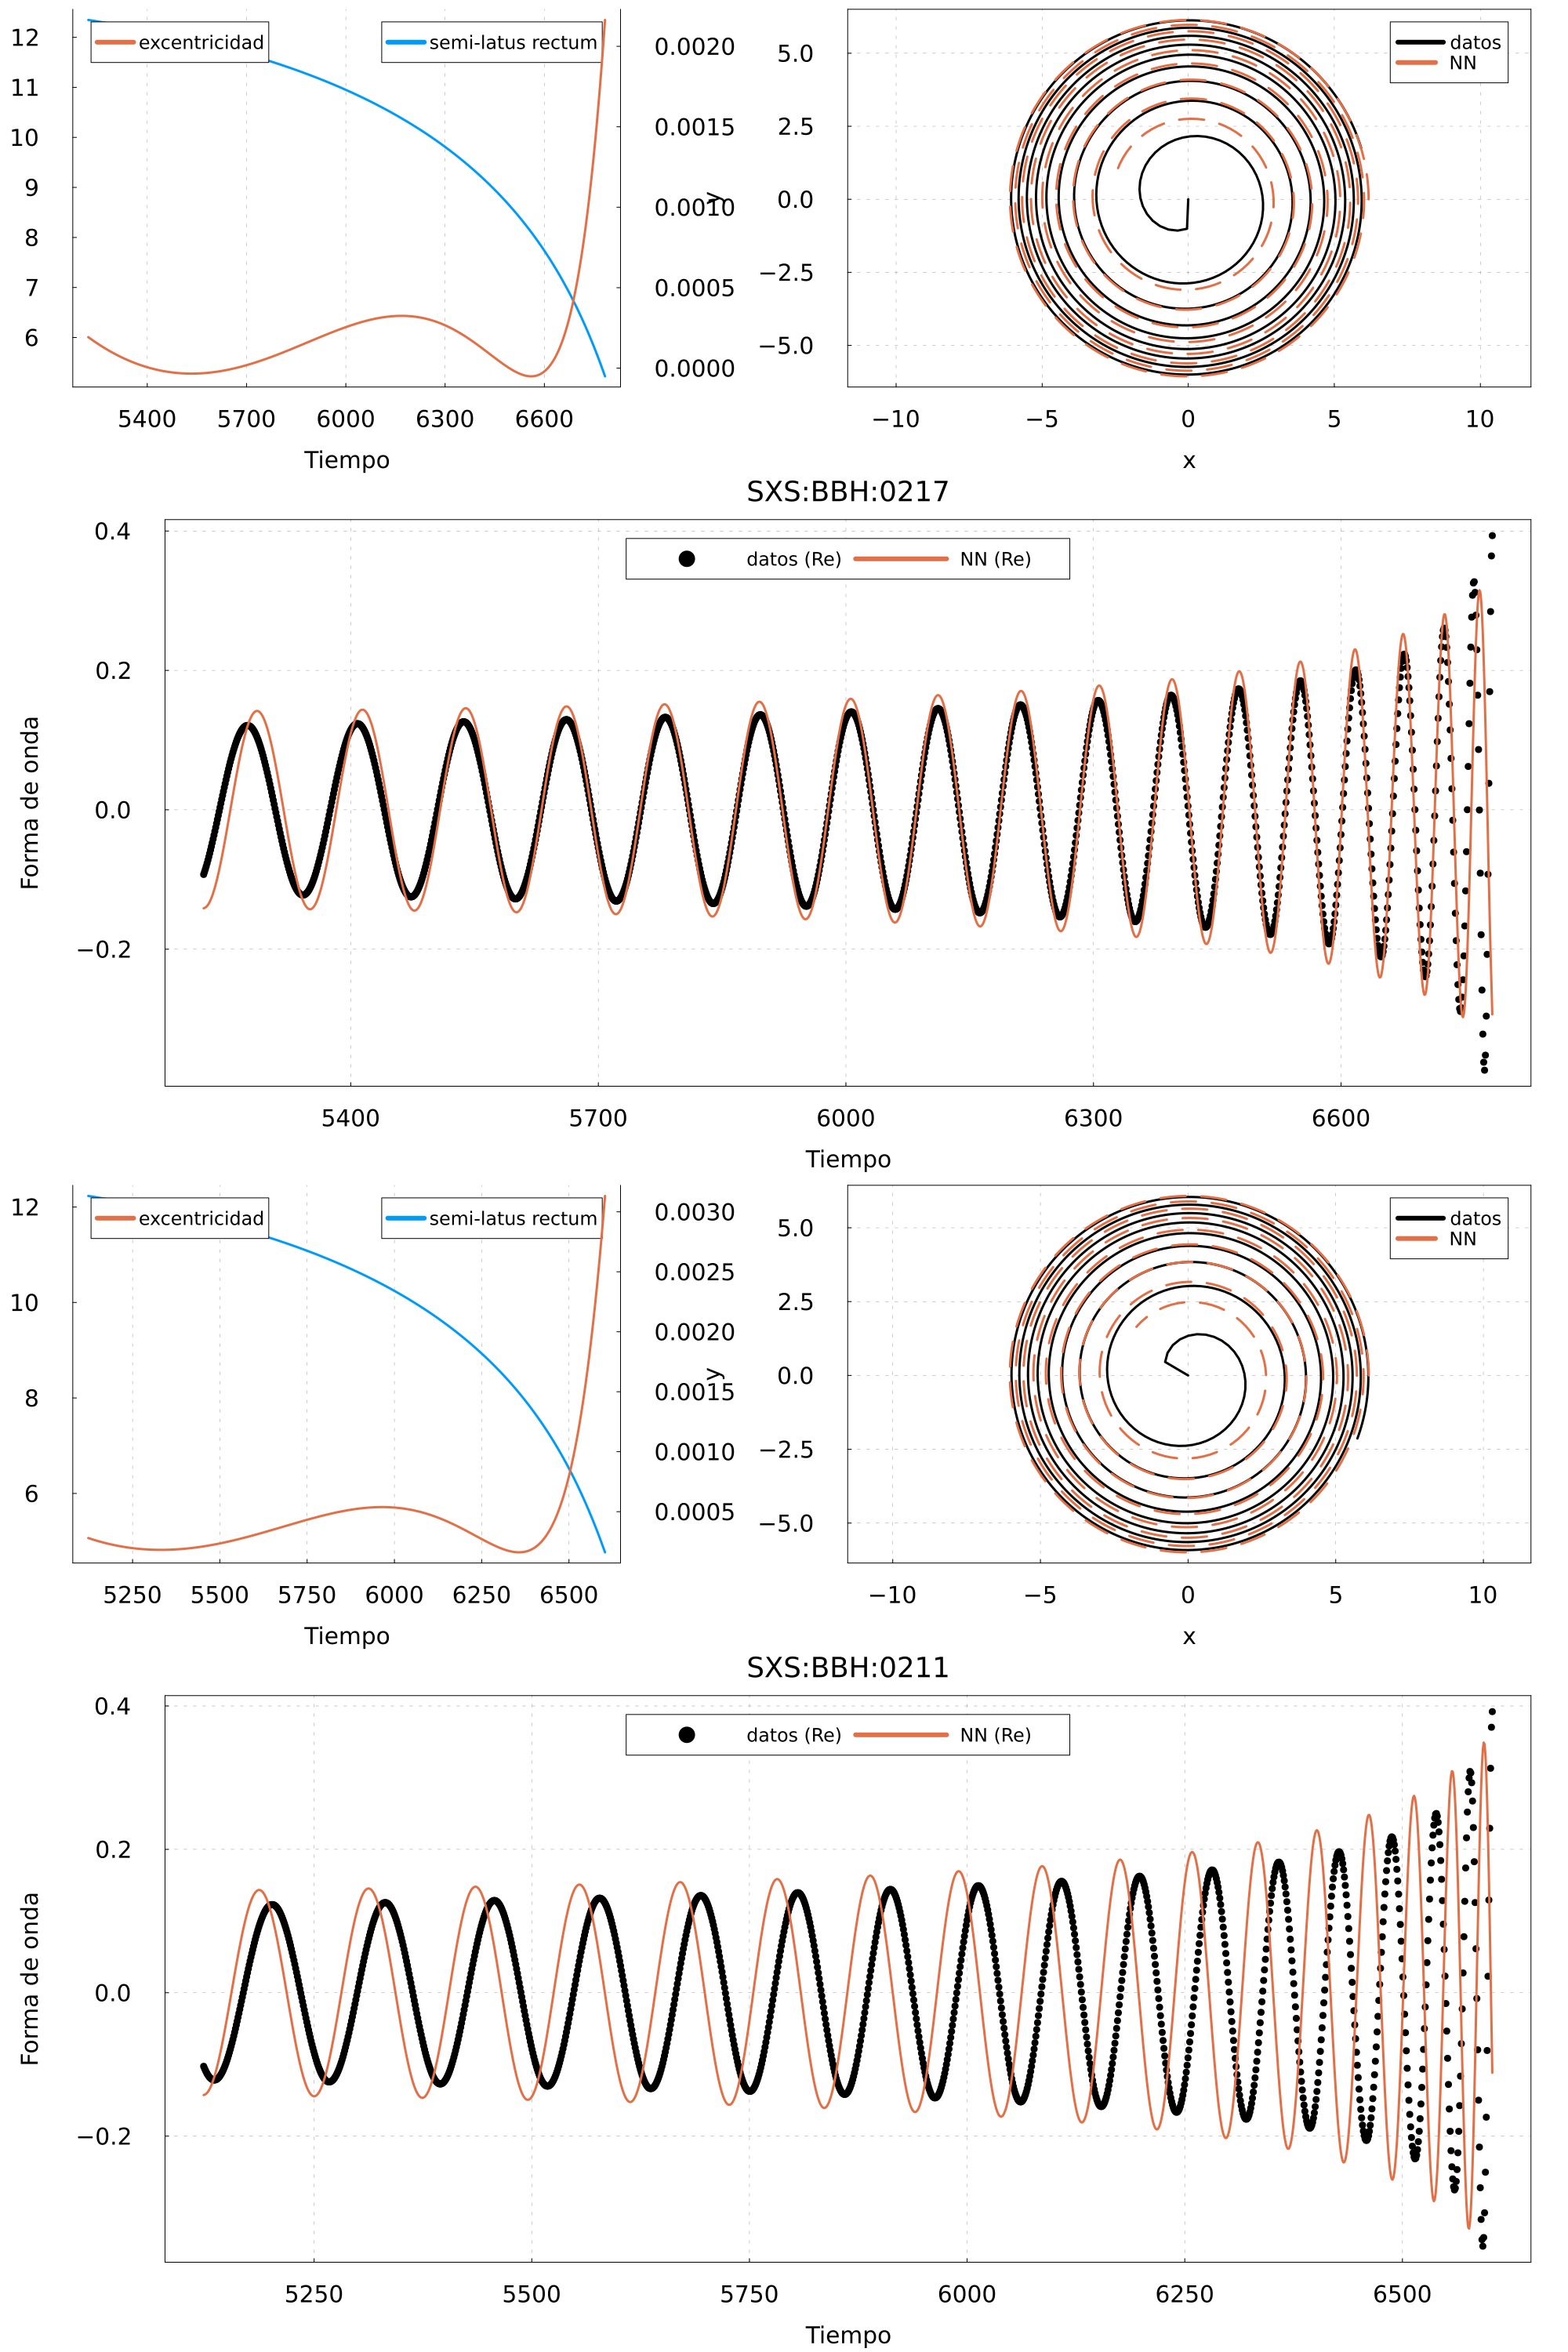 excentricidad
semi-latus rectum
12
11
10
9
8
7
6
0.0020
0.0015
0.0010
0.0005
0.0000
5400 5700 6000 6300 6600
Tiempo
datos
NN
y
5.0
2.5
0.0
−2.5
−5.0
−10 −5 0 5 10
x
SXS:BBH:0217
datos (Re) NN (Re)
Forma de onda
0.4
0.2
0.0
−0.2
5400 5700 6000 6300 6600
Tiempo
excentricidad
semi-latus rectum
12
10
8
6
0.0030
0.0025
0.0020
0.0015
0.0010
0.0005
5250 5500 5750 6000 6250 6500
Tiempo
datos
NN
y
5.0
2.5
0.0
−2.5
−5.0
−10 −5 0 5 10
x
SXS:BBH:0211
datos (Re) NN (Re)
Forma de onda
0.4
0.2
0.0
−0.2
5250 5500 5750 6000 6250 6500
Tiempo